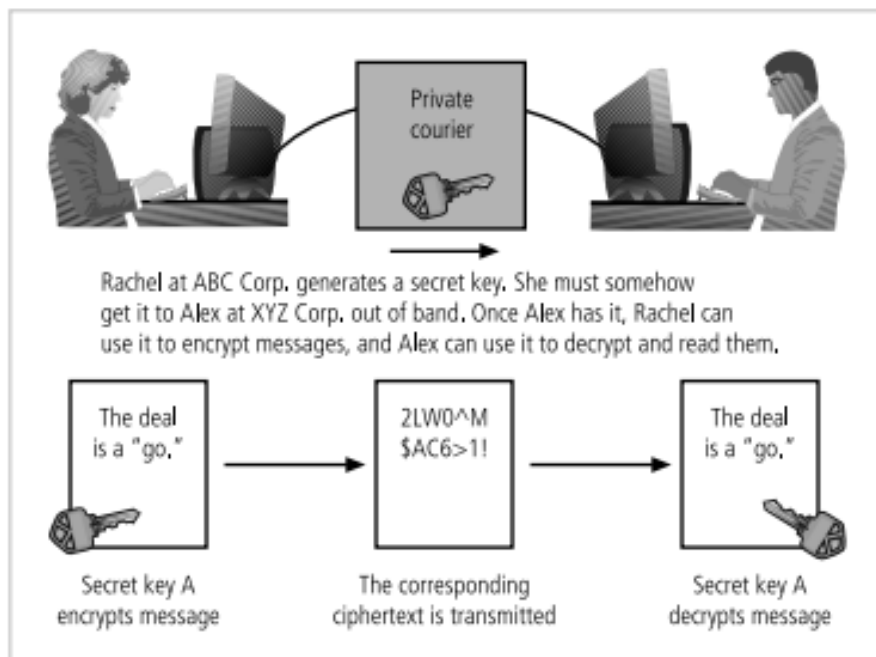 Private
courier
Rachel at ABC Corp. generates a secret key. She must somehow
get it to Alex at XYZ Corp. out of band. Once Alex has it, Rachel can
use it to encrypt messages, and Alex can use it to decrypt and read them.
The deal
is a “go.”
2LW0^M
$AC6>1!
The deal
is a “go.”
Secret key A
encrypts message
The corresponding
ciphertext is transmitted
Secret key A
decrypts message